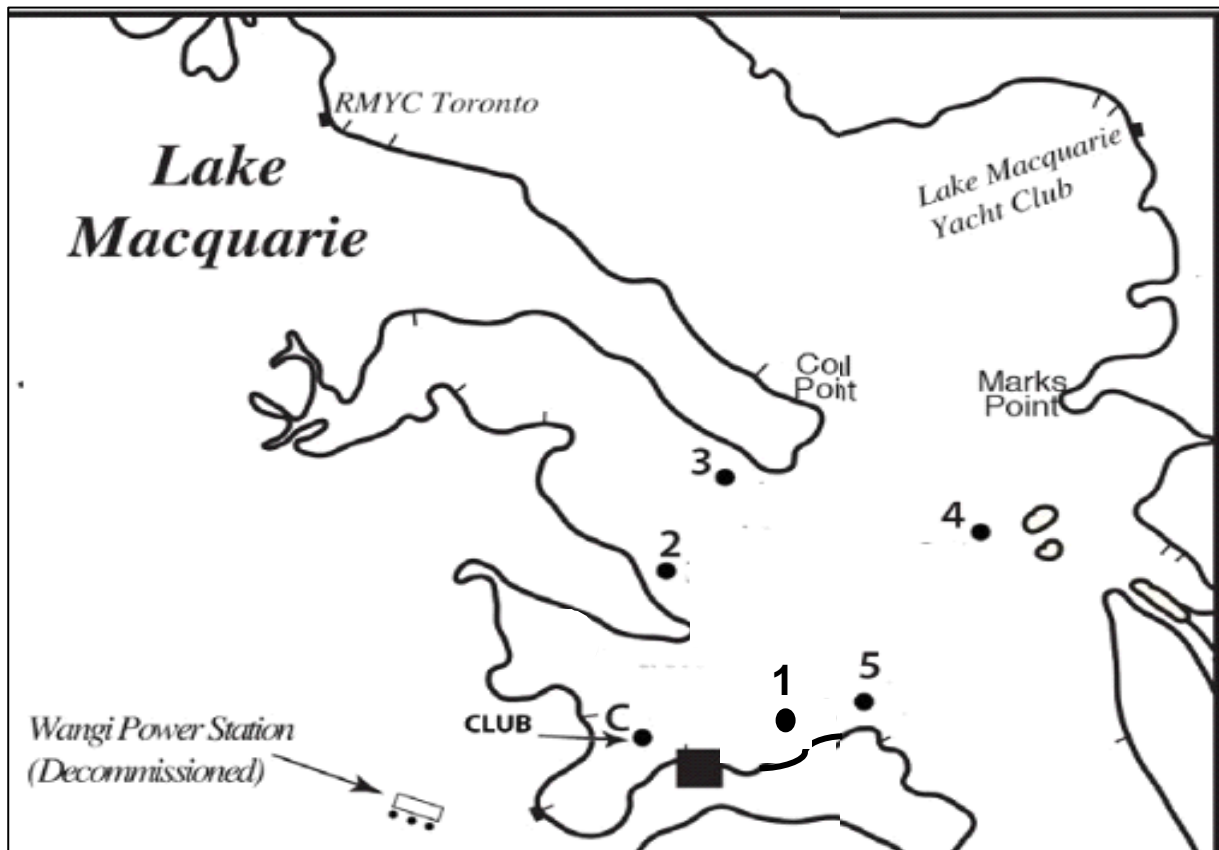 RMYC Toronto
Lake
Macquarie
Lake Macquarie
Yacht Club
Coil
Point
Marks
Point
3
4
2
1
5
CLUB
C
Wangi Power Station
(Decommissioned)